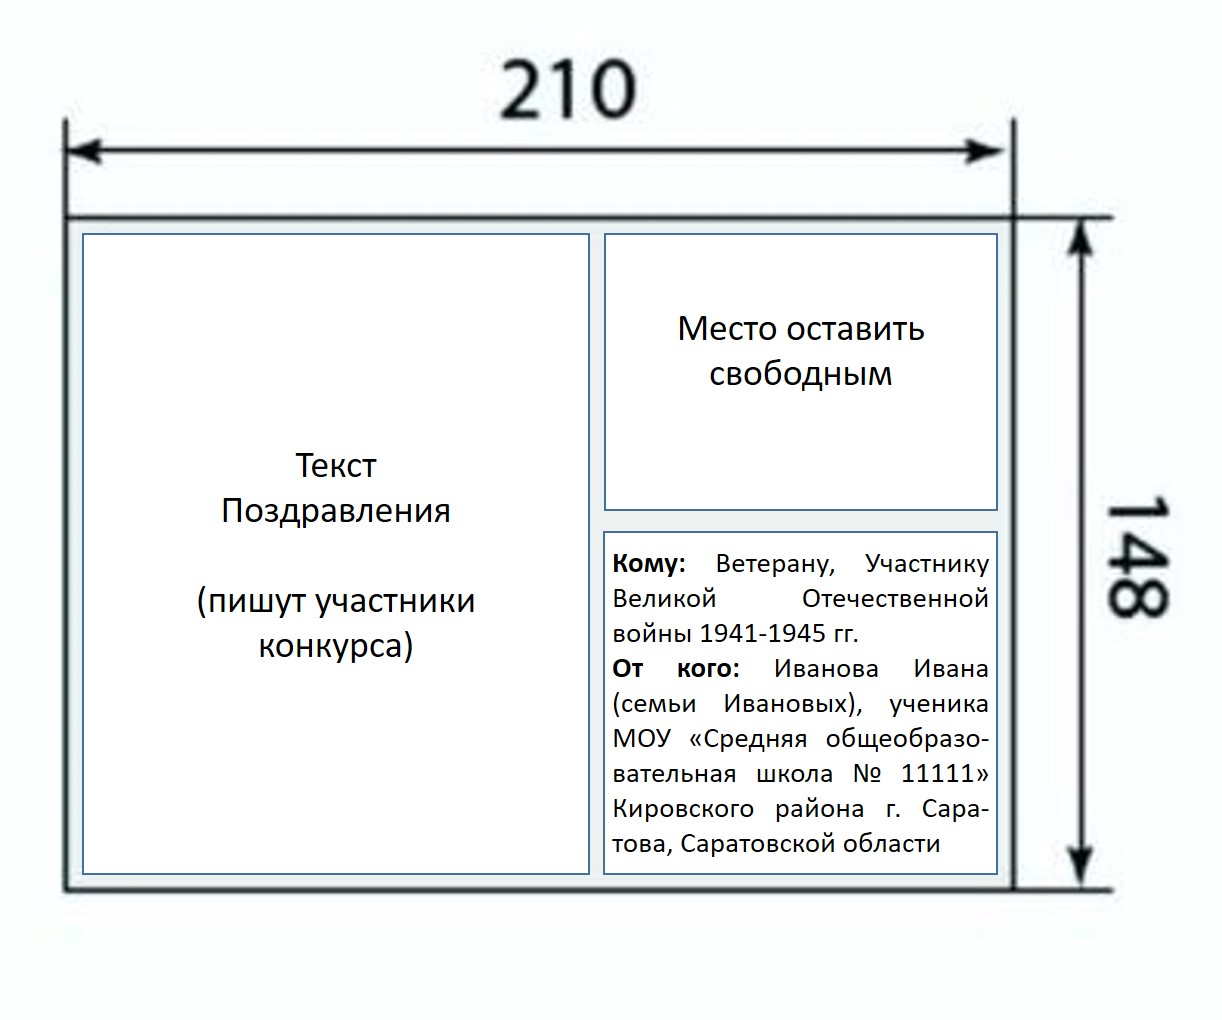 210
Текст
Поздравления
(пишут участники
конкурса)
Место оставить
свободным
Кому: Ветерану, Участнику
Великой Отечественной
войны 1941-1945 гг.
От кого: Иванова Ивана
(семьи Ивановых), ученика
МОУ «Средняя общеобразо-
вательная школа № 11111»
Кировского района г. Сара-
това, Саратовской области
148